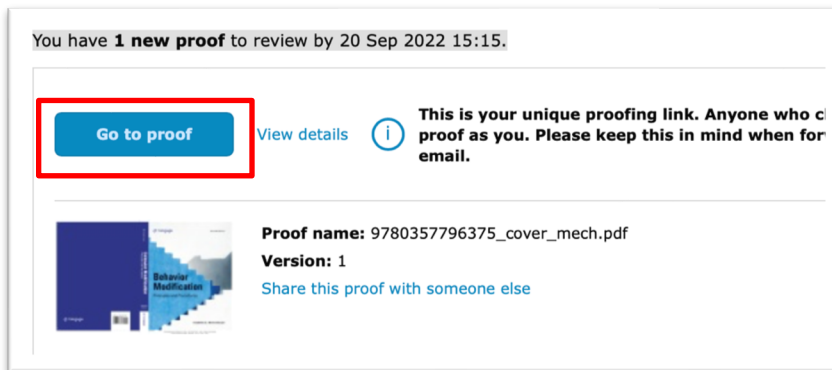 You have 1 new proof to review by 20 Sep 2022 15:15.
Go to proof
View details
i
This is your unique proofing link. Anyone who c
proof as you. Please keep this in mind when for
email.
Proof name: 9780357796375_cover_mech.pdf
Version: 1
Share this proof with someone else
Behavior
Modification